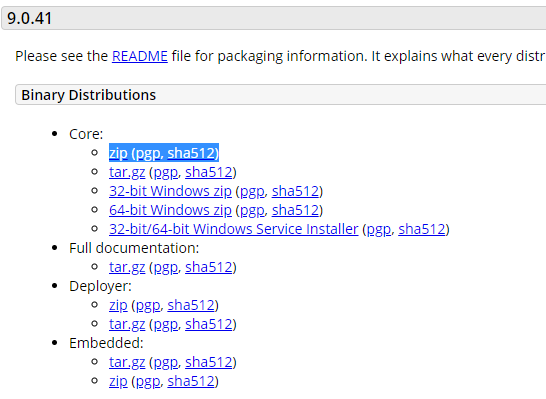 9.0.41
Please see the README file for packaging information. It explains what every distr
Binary Distributions
Core:
zip (pgp, sha512)
tar.gz (pgp, sha512)
32-bit Windows zip (pgp, sha512)
64-bit Windows zip (pgp, sha512)
32-bit/64-bit Windows Service Installer (pgp, sha512)
Full documentation:
tar.gz (pgp, sha512)
Deployer:
zip (pgp, sha512)
tar.gz (pgp, sha512)
Embedded:
tar.gz (pgp, sha512)
zip (pgp, sha512)